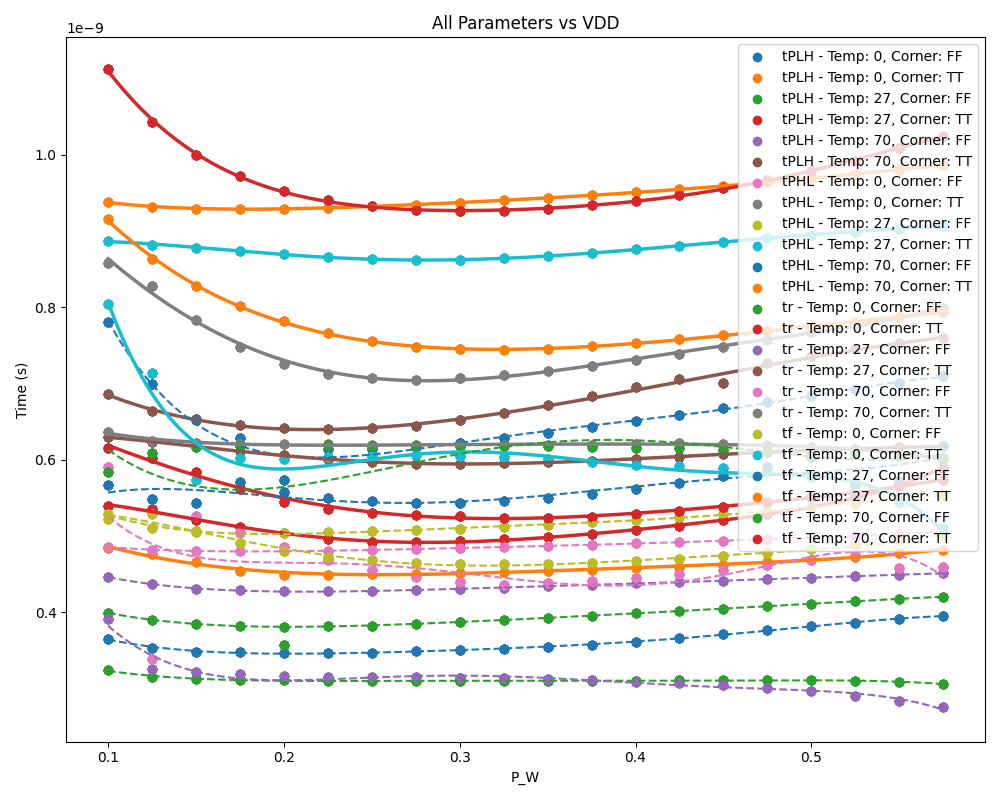 All Parameters vs VDD
1e−9
tPLH - Temp: 0, Corner: FF
tPLH - Temp: 0, Corner: TT
tPLH - Temp: 27, Corner: FF
tPLH - Temp: 27, Corner: TT
tPLH - Temp: 70, Corner: FF
tPLH - Temp: 70, Corner: TT
tPHL - Temp: 0, Corner: FF
tPHL - Temp: 0, Corner: TT
tPHL - Temp: 27, Corner: FF
tPHL - Temp: 27, Corner: TT
tPHL - Temp: 70, Corner: FF
tPHL - Temp: 70, Corner: TT
tr - Temp: 0, Corner: FF
tr - Temp: 0, Corner: TT
tr - Temp: 27, Corner: FF
tr - Temp: 27, Corner: TT
tr - Temp: 70, Corner: FF
tr - Temp: 70, Corner: TT
tf - Temp: 0, Corner: FF
tf - Temp: 0, Corner: TT
tf - Temp: 27, Corner: FF
tf - Temp: 27, Corner: TT
tf - Temp: 70, Corner: FF
tf - Temp: 70, Corner: TT
1.0
0.8
0.6
0.4
Time (s)
0.1 0.2 0.3 0.4 0.5
P_W